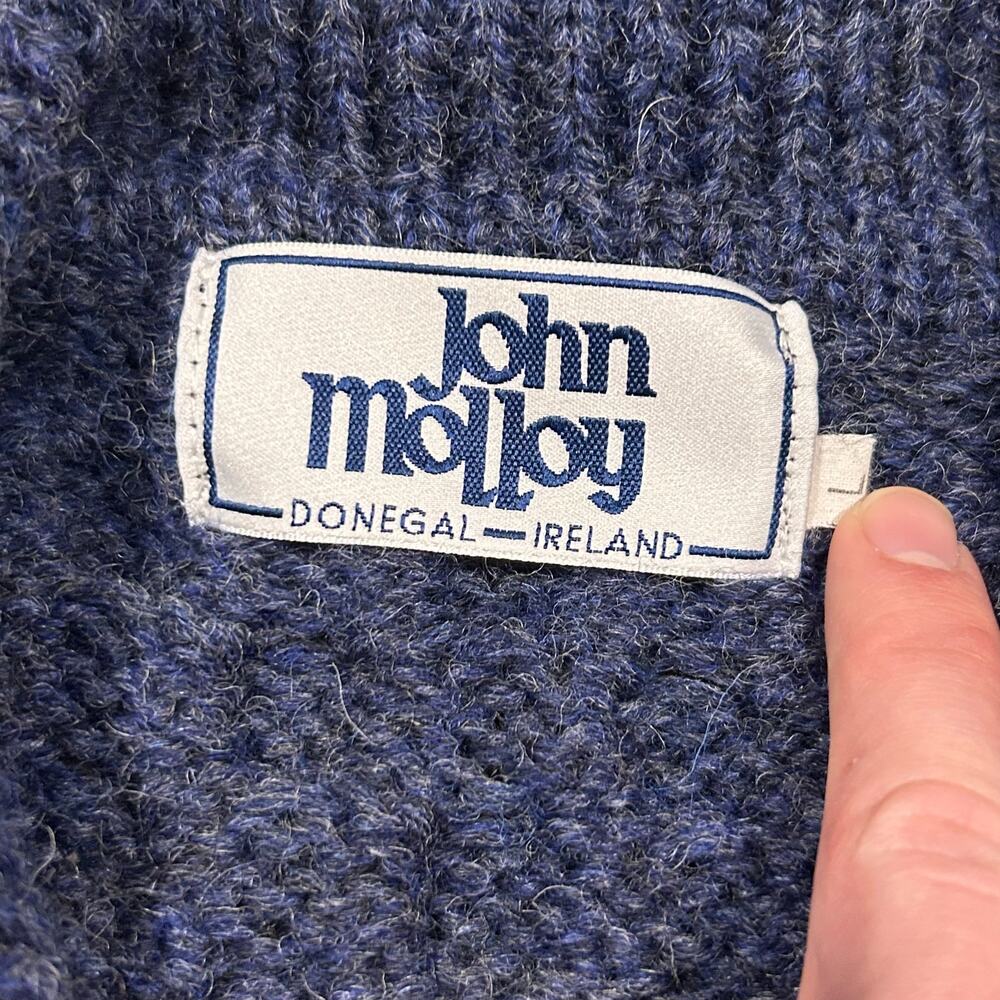 John
molloy
DONEGAL — IRELAND
L